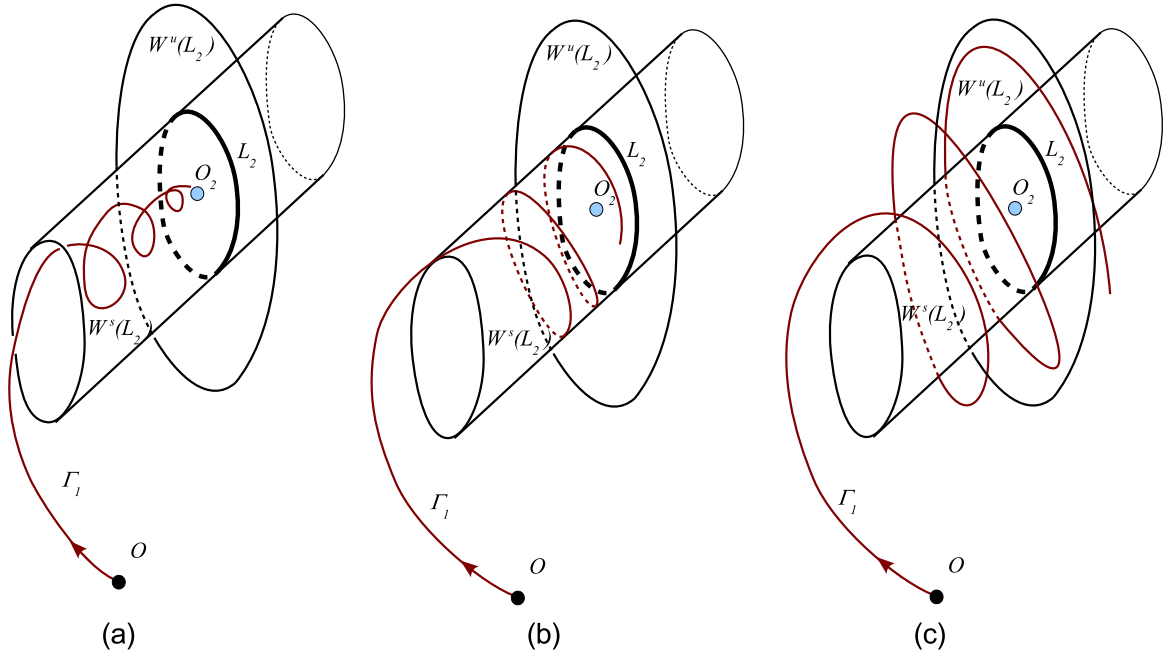 W^u(L_2)
L_2
O_2
W^s(L_2)
Γ_1
O
(a)
W^u(L_2)
L_2
O_2
W^s(L_2)
Γ_1
O
(b)
W^u(L_2)
L_2
O_2
W^s(L_2)
Γ_1
O
(c)